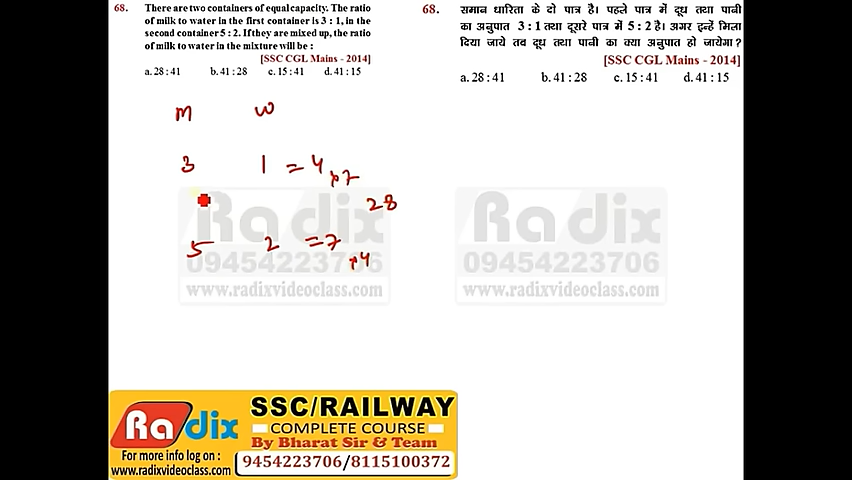 68. There are two containers of equal capacity. The ratio
of milk to water in the first container is 3 : 1, in the
second container 5 : 2. If they are mixed up, the ratio
of milk to water in the mixture will be :
[SSC CGL Mains - 2014]
a. 28 : 41 b. 41 : 28 c. 15 : 41 d. 41 : 15
68. समान धारिता के दो पात्र है। पहले पात्र में दूध तथा पानी
का अनुपात 3 : 1 तथा दूसरे पात्र में 5 : 2 है। अगर इन्हें मिला
दिया जाये तब दूध तथा पानी का क्या अनुपात हो जायेगा ?
[SSC CGL Mains - 2014]
a. 28 : 41 b. 41 : 28 c. 15 : 41 d. 41 : 15
M W
3 1 = 4 ×7
28
5 2 = 7 ×4
Radix
09454223706
www.radixvideoclass.com
Radix
09454223706
www.radixvideoclass.com
Radix
For more info log on :
www.radixvideoclass.com
SSC/RAILWAY
COMPLETE COURSE
By Bharat Sir & Team
9454223706/8115100372